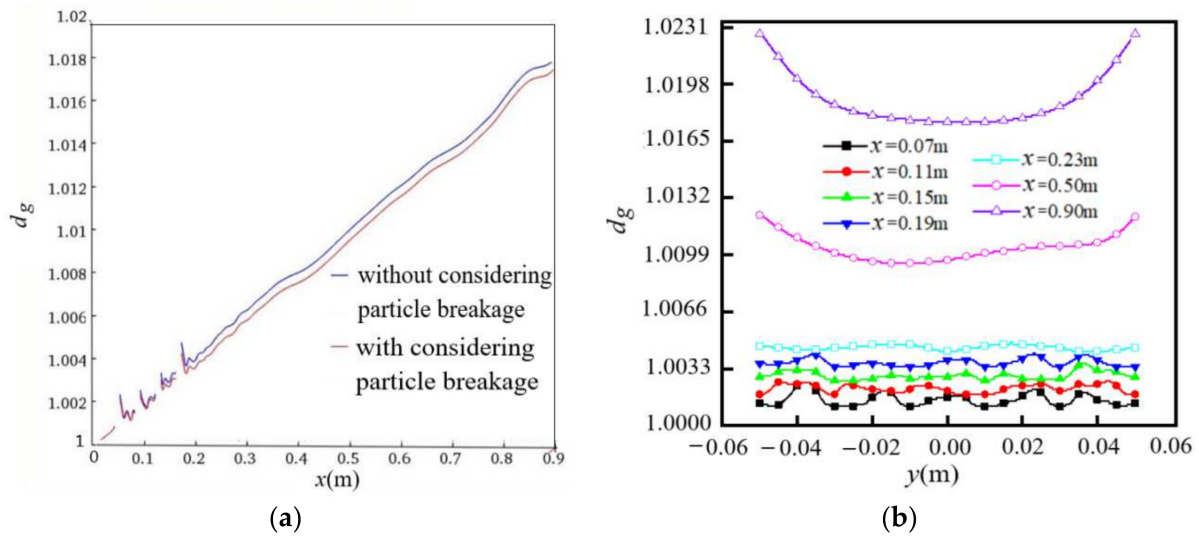 1.02
1.018
1.016
1.014
1.012
1.01
1.008
1.006
1.004
1.002
1
d_g
0 0.1 0.2 0.3 0.4 0.5 0.6 0.7 0.8 0.9
x(m)
without considering
particle breakage
with considering
particle breakage
(a)
1.0231
1.0198
1.0165
1.0132
1.0099
1.0066
1.0033
1.0000
d_g
−0.06 −0.04 −0.02 0.00 0.02 0.04 0.06
y(m)
x=0.07m
x=0.11m
x=0.15m
x=0.19m
x=0.23m
x=0.50m
x=0.90m
(b)